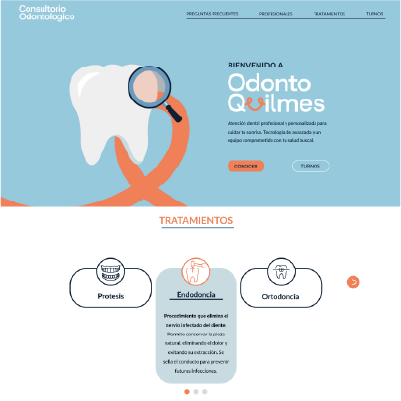 Consultorio
Odontologico
PREGUNTAS FRECUENTES PROFESIONALES TRATAMIENTOS TURNOS
BIENVENIDO A
Odonto
Quilmes
Atención dental profesional y personalizada para
cuidar tu sonrisa. Tecnología de avanzada y un
equipo comprometido con tu salud bucal.
CONOCER TURNOS
TRATAMIENTOS
Protesis Endodoncia Ortodoncia
Procedimiento que elimina el
nervio infectado del diente.
Permite conservar la pieza
natural, eliminando el dolor y
evitando su extracción. Se
sella el conducto para prevenir
futuras infecciones.